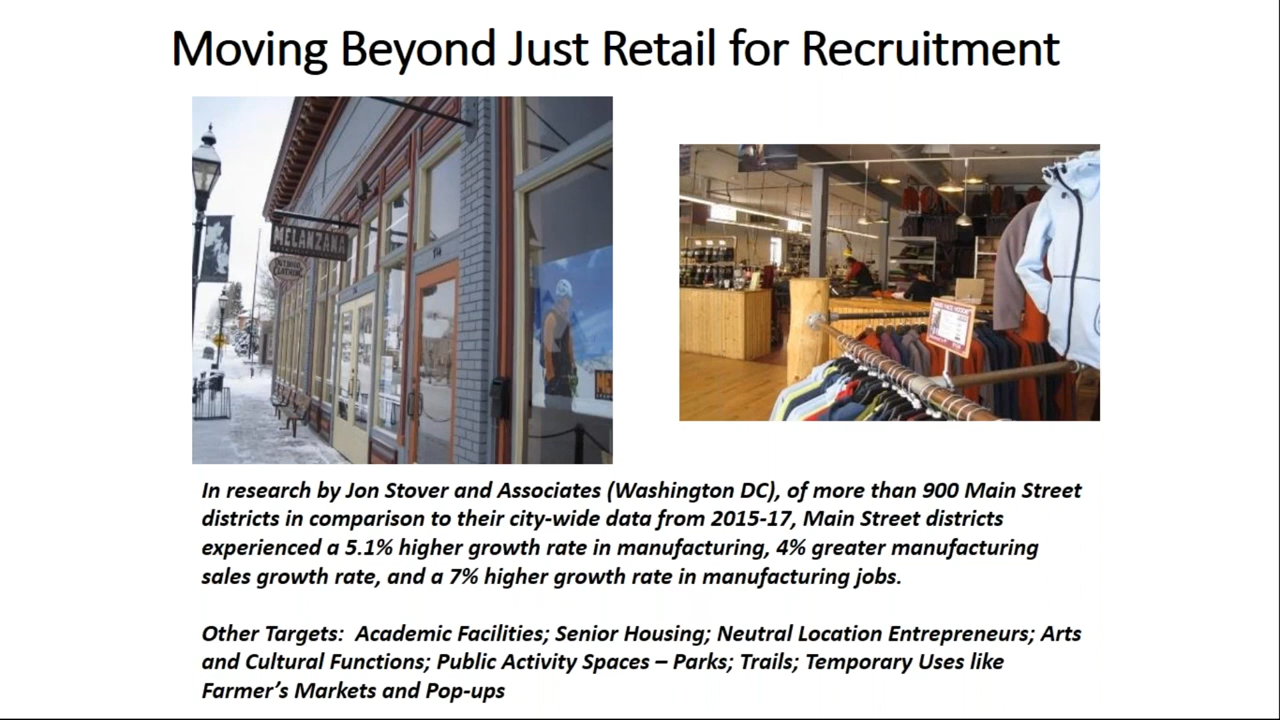 Moving Beyond Just Retail for Recruitment
MELANZANA
OUTDOOR
CLOTHING
In research by Jon Stover and Associates (Washington DC), of more than 900 Main Street
districts in comparison to their city-wide data from 2015-17, Main Street districts
experienced a 5.1% higher growth rate in manufacturing, 4% greater manufacturing
sales growth rate, and a 7% higher growth rate in manufacturing jobs.
Other Targets:  Academic Facilities; Senior Housing; Neutral Location Entrepreneurs; Arts
and Cultural Functions; Public Activity Spaces – Parks; Trails; Temporary Uses like
Farmer’s Markets and Pop-ups